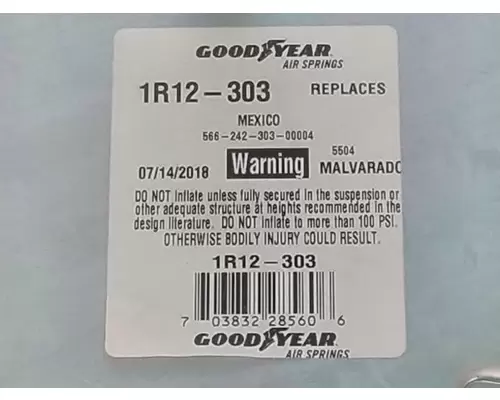 GOODYEAR
AIR SPRINGS
1R12-303 REPLACES
MEXICO
566-242-303-00004
5504
07/14/2018 Warning MALVARADO
DO NOT inflate unless fully secured in the suspension or
other adequate structure at heights recommended in the
design literature. DO NOT inflate to more than 100 PSI.
OTHERWISE BODILY INJURY COULD RESULT.
1R12-303
7 03832 28560 6
GOODYEAR
AIR SPRINGS